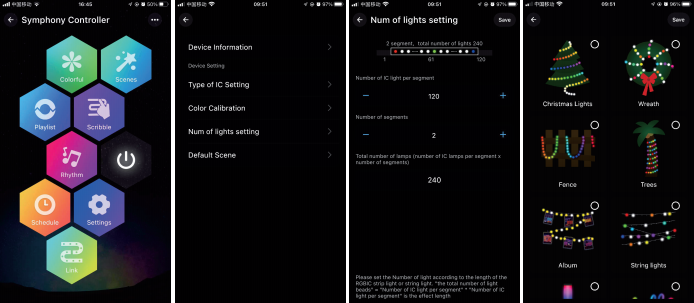 中国移动 16:45 50%
Symphony Controller
Colorful
Scenes
Playlist
Scribble
Rhythm
Schedule
Settings
Link
中国移动 09:51 97%
Device Information
Device Setting
Type of IC Setting
Color Calibration
Num of lights setting
Default Scene
中国移动 09:51 97%
Num of lights setting
Save
2 segment, total number of lights 240
1 61 120
Number of IC light per segment
120
Number of segments
2
Total number of lamps (number of IC lamps per segment x
number of segments)
240
Please set the Number of light according to the length of the
RGBIC strip light or string light. "the total number of light
beads" = "Number of IC light per segment" * "Number of IC
light per segment" is the effect length
中国移动 09:51 96%
Save
Christmas Lights
Wreath
Fence
Trees
Album
String lights